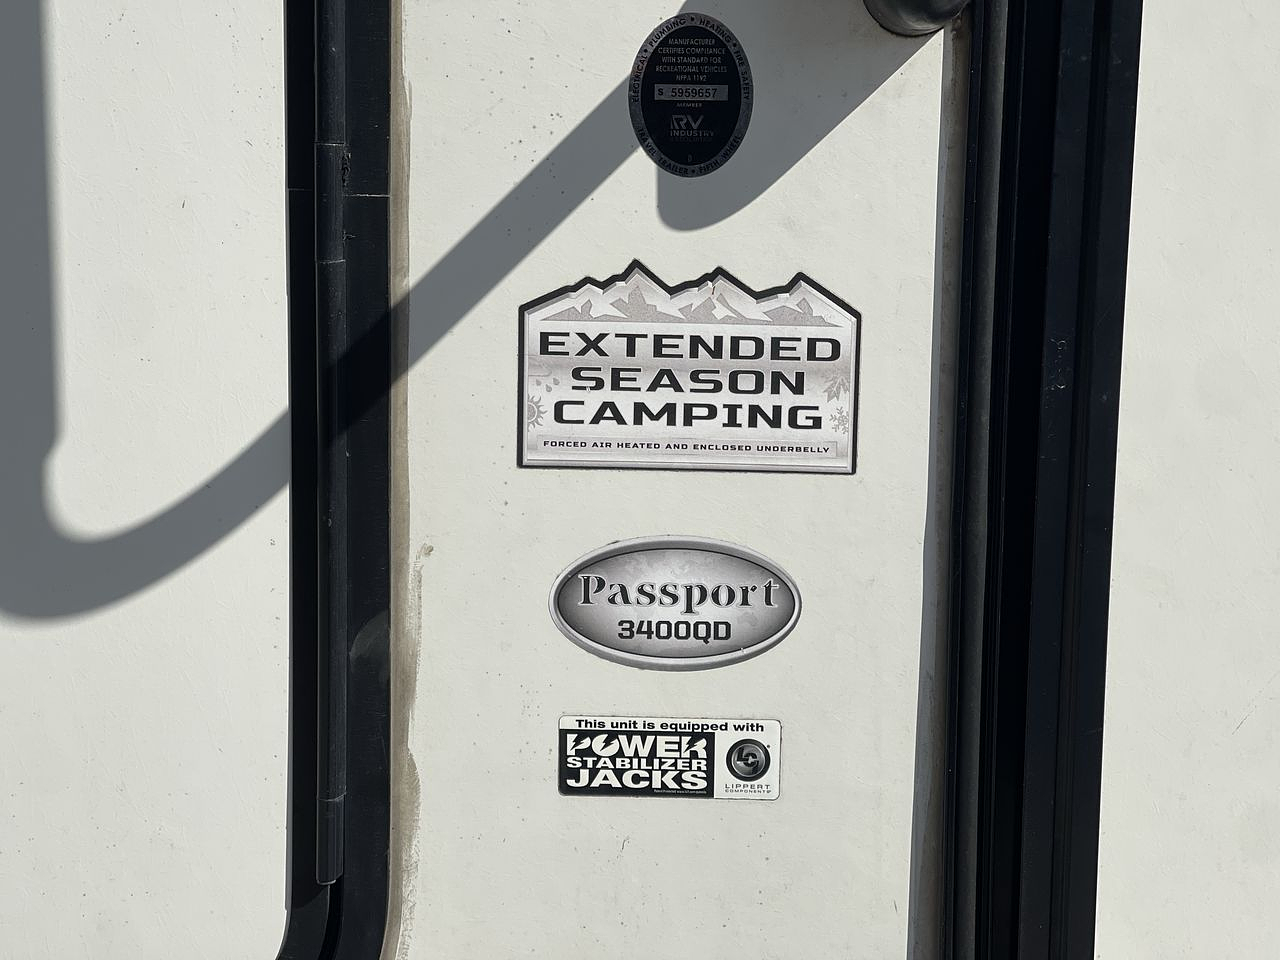 ELECTRICAL • PLUMBING • HEATING • FIRE SAFETY
MANUFACTURER
CERTIFIES COMPLIANCE
WITH STANDARD FOR
RECREATIONAL VEHICLES
NFPA 1192
S 5959657
MEMBER
RV
INDUSTRY
ASSOCIATION
TRAVEL TRAILER • FIFTH WHEEL
EXTENDED
SEASON
CAMPING
FORCED AIR HEATED AND ENCLOSED UNDERBELLY
Passport
3400QD
This unit is equipped with
POWER
STABILIZER
JACKS
LC
LIPPERT
COMPONENTS®